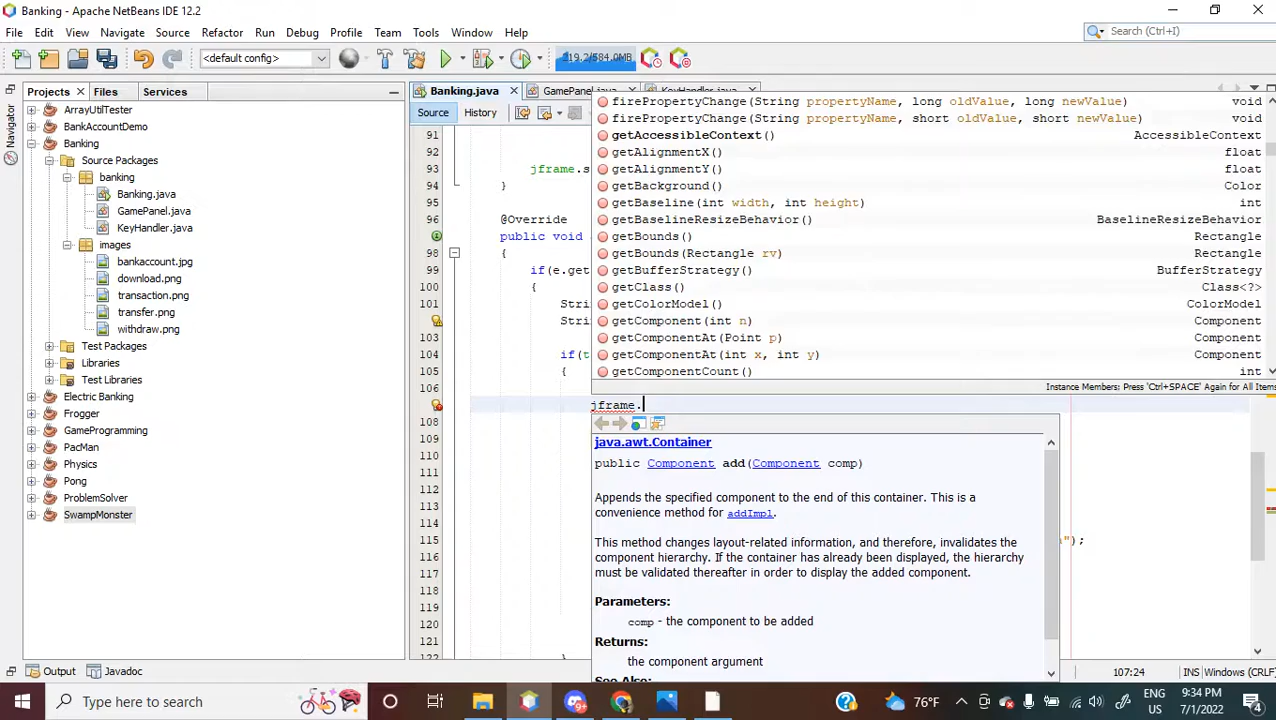 Banking - Apache NetBeans IDE 12.2
File Edit View Navigate Source Refactor Run Debug Profile Team Tools Window Help
Search (Ctrl+I)
<default config>
219.2/584.0MB
Projects Files Services
Banking.java GamePanel.java KeyHandler.java
Source History
Navigator
ArrayUtilTester
BankAccountDemo
Banking
Source Packages
banking
Banking.java
GamePanel.java
KeyHandler.java
images
bankaccount.jpg
download.png
transaction.png
transfer.png
withdraw.png
Test Packages
Libraries
Test Libraries
Electric Banking
Frogger
GameProgramming
PacMan
Physics
Pong
ProblemSolver
SwampMonster
91
92
93 jframe.s
94 }
95
96 @Override
public void
98 {
99 if(e.get
100 {
101 Stri
Stri
103
104 if(t
105 {
106
jframe.
108
109
110
111
112
113
114
115 ");
116
117
118
119
120
121
122 }
firePropertyChange(String propertyName, long oldValue, long newValue) void
firePropertyChange(String propertyName, short oldValue, short newValue) void
getAccessibleContext() AccessibleContext
getAlignmentX() float
getAlignmentY() float
getBackground() Color
getBaseline(int width, int height) int
getBaselineResizeBehavior() BaselineResizeBehavior
getBounds() Rectangle
getBounds(Rectangle rv) Rectangle
getBufferStrategy() BufferStrategy
getClass() Class<?>
getColorModel() ColorModel
getComponent(int n) Component
getComponentAt(Point p) Component
getComponentAt(int x, int y) Component
getComponentCount() int
Instance Members: Press 'Ctrl+SPACE' Again for All Items
java.awt.Container
public Component add(Component comp)
Appends the specified component to the end of this container. This is a
convenience method for addImpl.
This method changes layout-related information, and therefore, invalidates the
component hierarchy. If the container has already been displayed, the hierarchy
must be validated thereafter in order to display the added component.
Parameters:
comp - the component to be added
Returns:
the component argument
See Also:
Output Javadoc
107:24 INS Windows (CRLF)
Type here to search
76°F
ENG
US
9:34 PM
7/1/2022
4